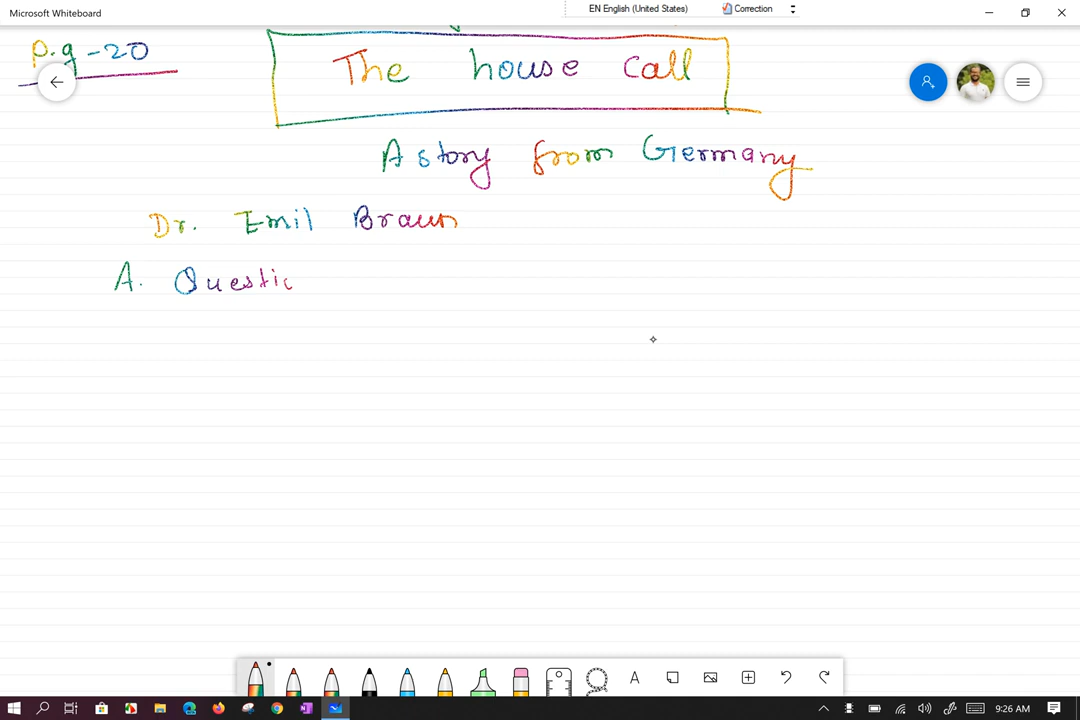 Microsoft Whiteboard
EN English (United States)
Correction
p.g - 20
The house call
A story from Germany
Dr. Emil Braun
A. Questic
A
9:26 AM